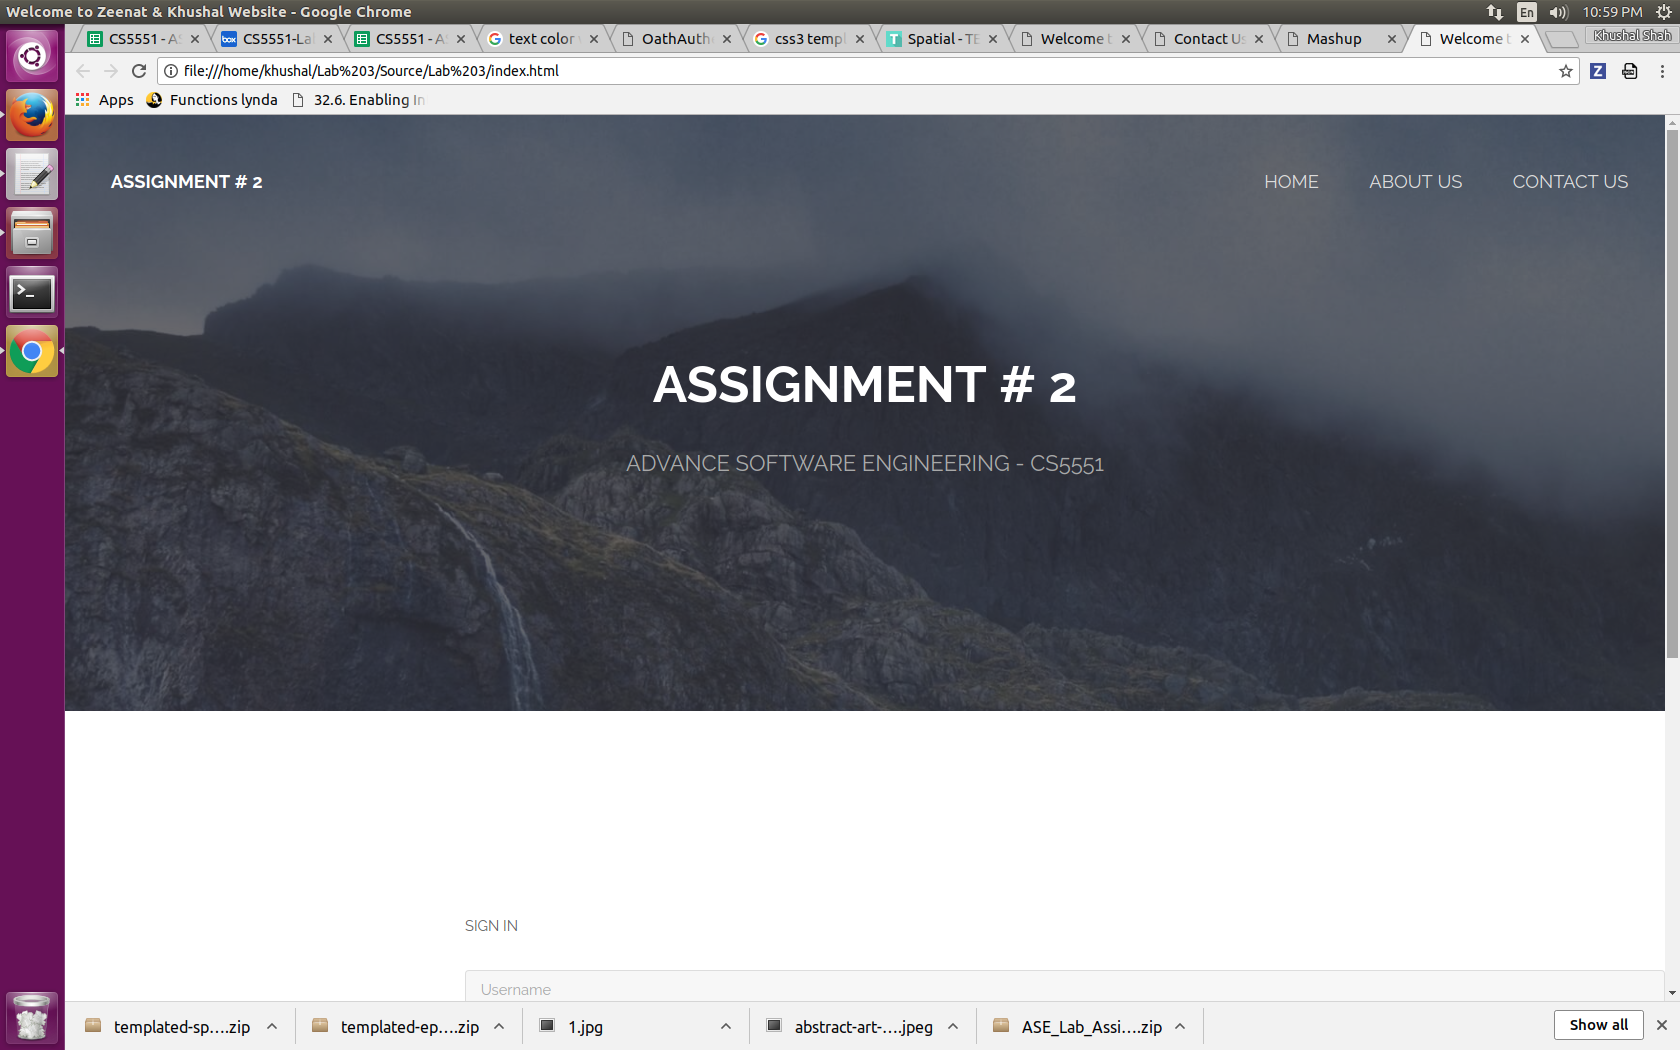 Welcome to Zeenat & Khushal Website - Google Chrome
En 10:59 PM
CS5551 - A CS5551-La CS5551 - A text color OathAuth css3 temp Spatial - TE Welcome t Contact Us Mashup Welcome t Khushal Shah
file:///home/khushal/Lab%203/Source/Lab%203/index.html
Z
Apps Functions lynda 32.6. Enabling In
ASSIGNMENT # 2 HOME ABOUT US CONTACT US
ASSIGNMENT # 2
ADVANCE SOFTWARE ENGINEERING - CS5551
SIGN IN
Username
templated-sp....zip templated-ep....zip 1.jpg abstract-art-....jpeg ASE_Lab_Assi....zip Show all